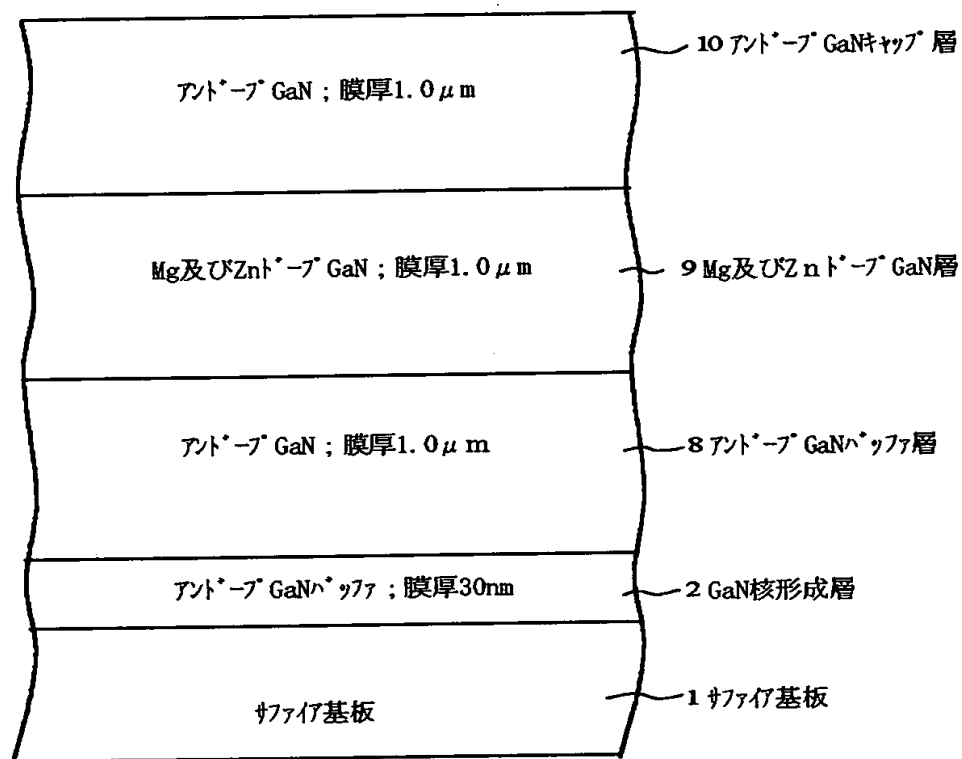 10 アンドープGaNキャップ層
アンドープGaN；膜厚1.0μm
Mg及びZnドープGaN；膜厚1.0μm
9 Mg及びZnドープGaN層
アンドープGaN；膜厚1.0μm
8 アンドープGaNバッファ層
アンドープGaNバッファ；膜厚30nm
2 GaN核形成層
サファイア基板
1 サファイア基板